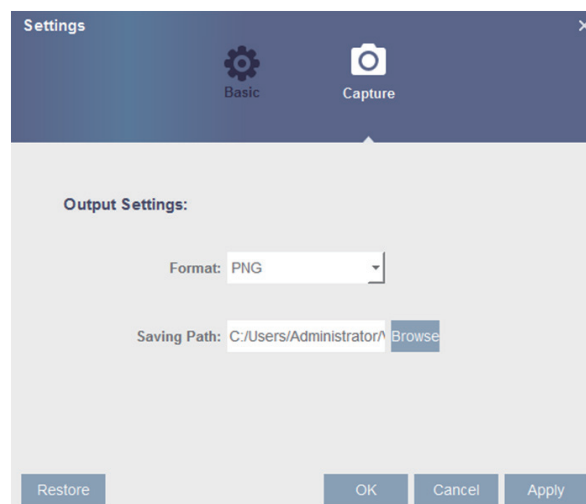 Settings
Basic
Capture
Output Settings:
Format: PNG
Saving Path: C:/Users/Administrator/ Browse
Restore OK Cancel Apply